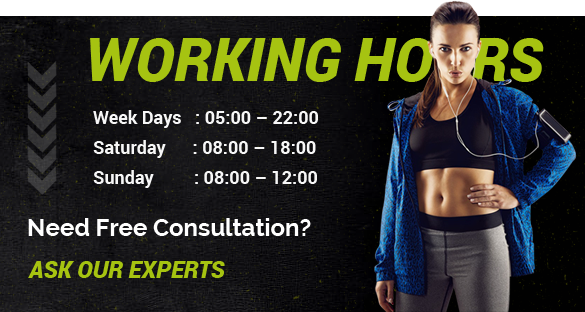 WORKING HOURS
Week Days : 05:00 – 22:00
Saturday : 08:00 – 18:00
Sunday : 08:00 – 12:00
Need Free Consultation?
ASK OUR EXPERTS